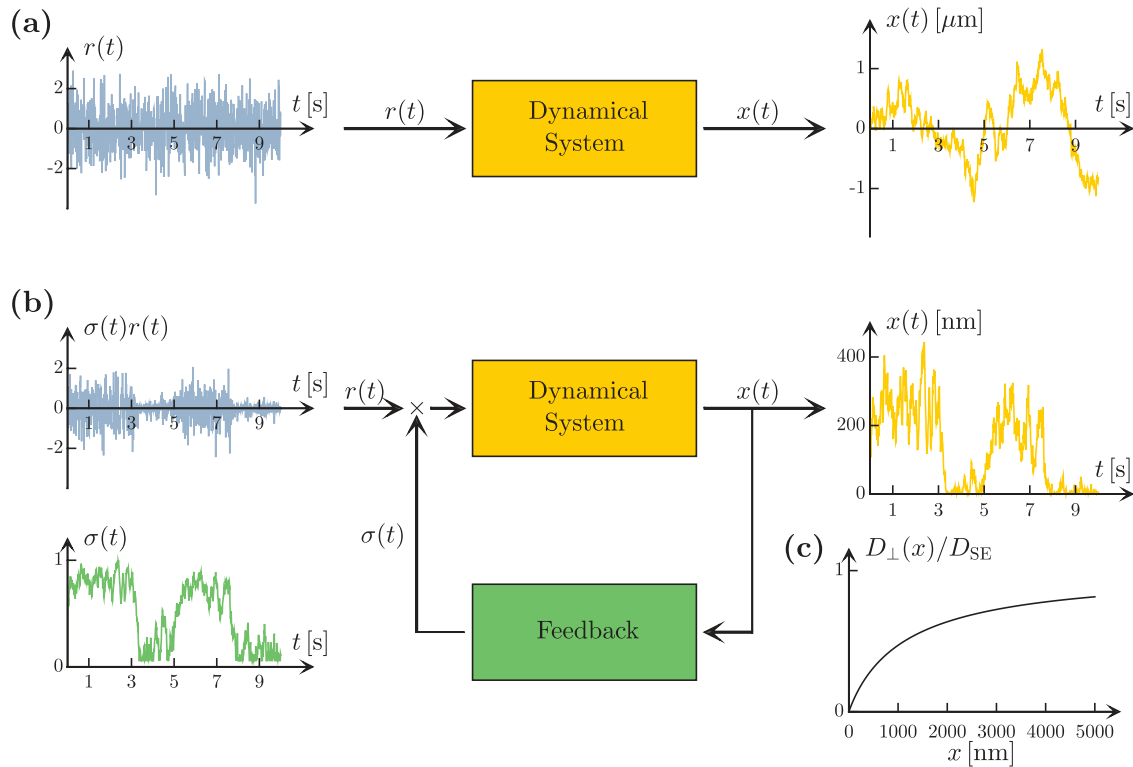 (a)
r(t)
2
0
-2
1 3 5 7 9
t [s]
r(t)
Dynamical
System
x(t)
x(t) [μm]
1
0
-1
1 3 5 7 9
t [s]
(b)
σ(t)r(t)
2
0
-2
1 3 5 7 9
t [s]
r(t)
×
Dynamical
System
x(t)
x(t) [nm]
400
200
0
1 3 5 7 9
t [s]
σ(t)
1
0
1 3 5 7 9
t [s]
σ(t)
Feedback
(c)
D⊥(x)/D_SE
1
0
0 1000 2000 3000 4000 5000
x [nm]